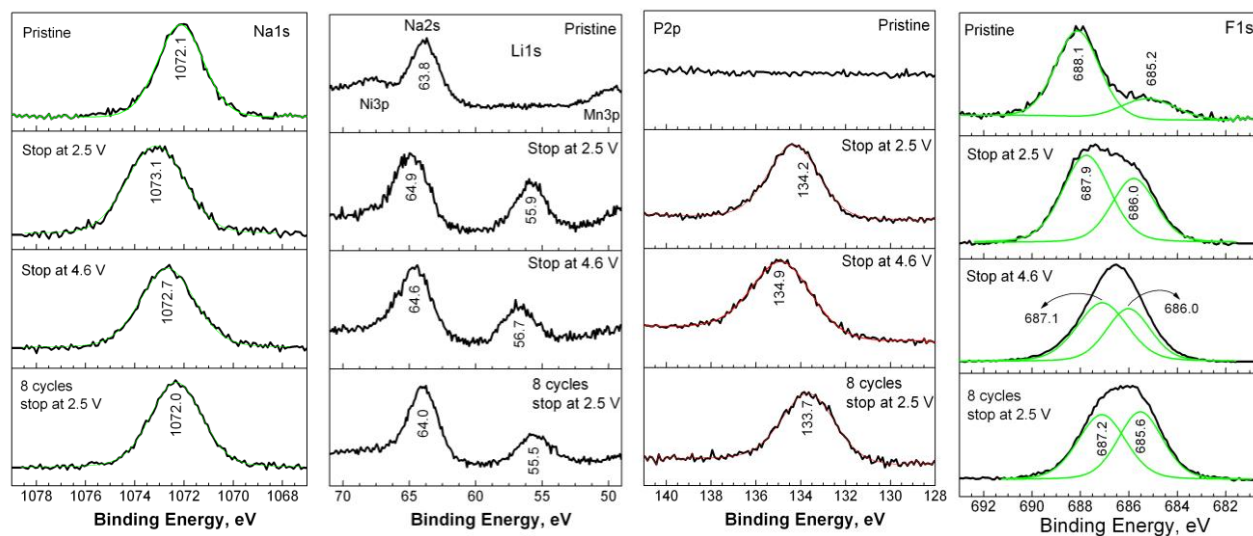 Pristine
Na1s
1072.1
Stop at 2.5 V
1073.1
Stop at 4.6 V
1072.7
8 cycles
stop at 2.5 V
1072.0
1078 1076 1074 1072 1070 1068
Binding Energy, eV
Na2s
Pristine
Li1s
63.8
Ni3p
Mn3p
Stop at 2.5 V
64.9
55.9
Stop at 4.6 V
64.6
56.7
8 cycles
stop at 2.5 V
64.0
55.5
70 65 60 55 50
Binding Energy, eV
P2p
Pristine
Stop at 2.5 V
134.2
Stop at 4.6 V
134.9
8 cycles
stop at 2.5 V
133.7
140 138 136 134 132 130 128
Binding Energy, eV
Pristine
F1s
688.1
685.2
Stop at 2.5 V
687.9
686.0
Stop at 4.6 V
687.1
686.0
8 cycles
stop at 2.5 V
687.2
685.6
692 690 688 686 684 682
Binding Energy, eV